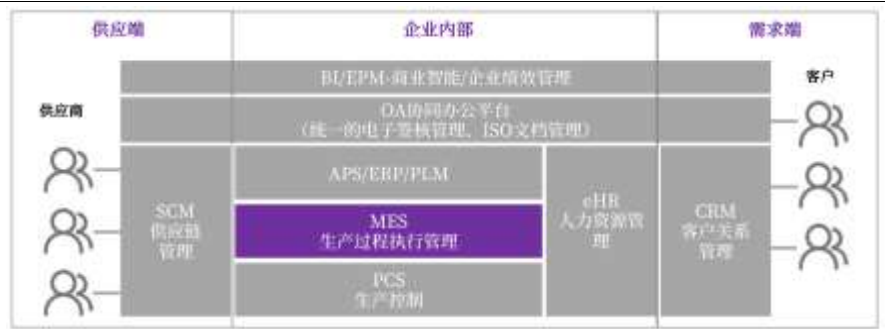 供应端
企业内部
需求端
BI/EPM-商业智能/企业绩效管理
客户
供应商
OA协同办公平台
（统一的电子签核管理、ISO文档管理）
APS/ERP/PLM
SCM
供应链
管理
MES
生产过程执行管理
eHR
人力资源管
理
CRM
客户关系
管理
PCS
生产控制